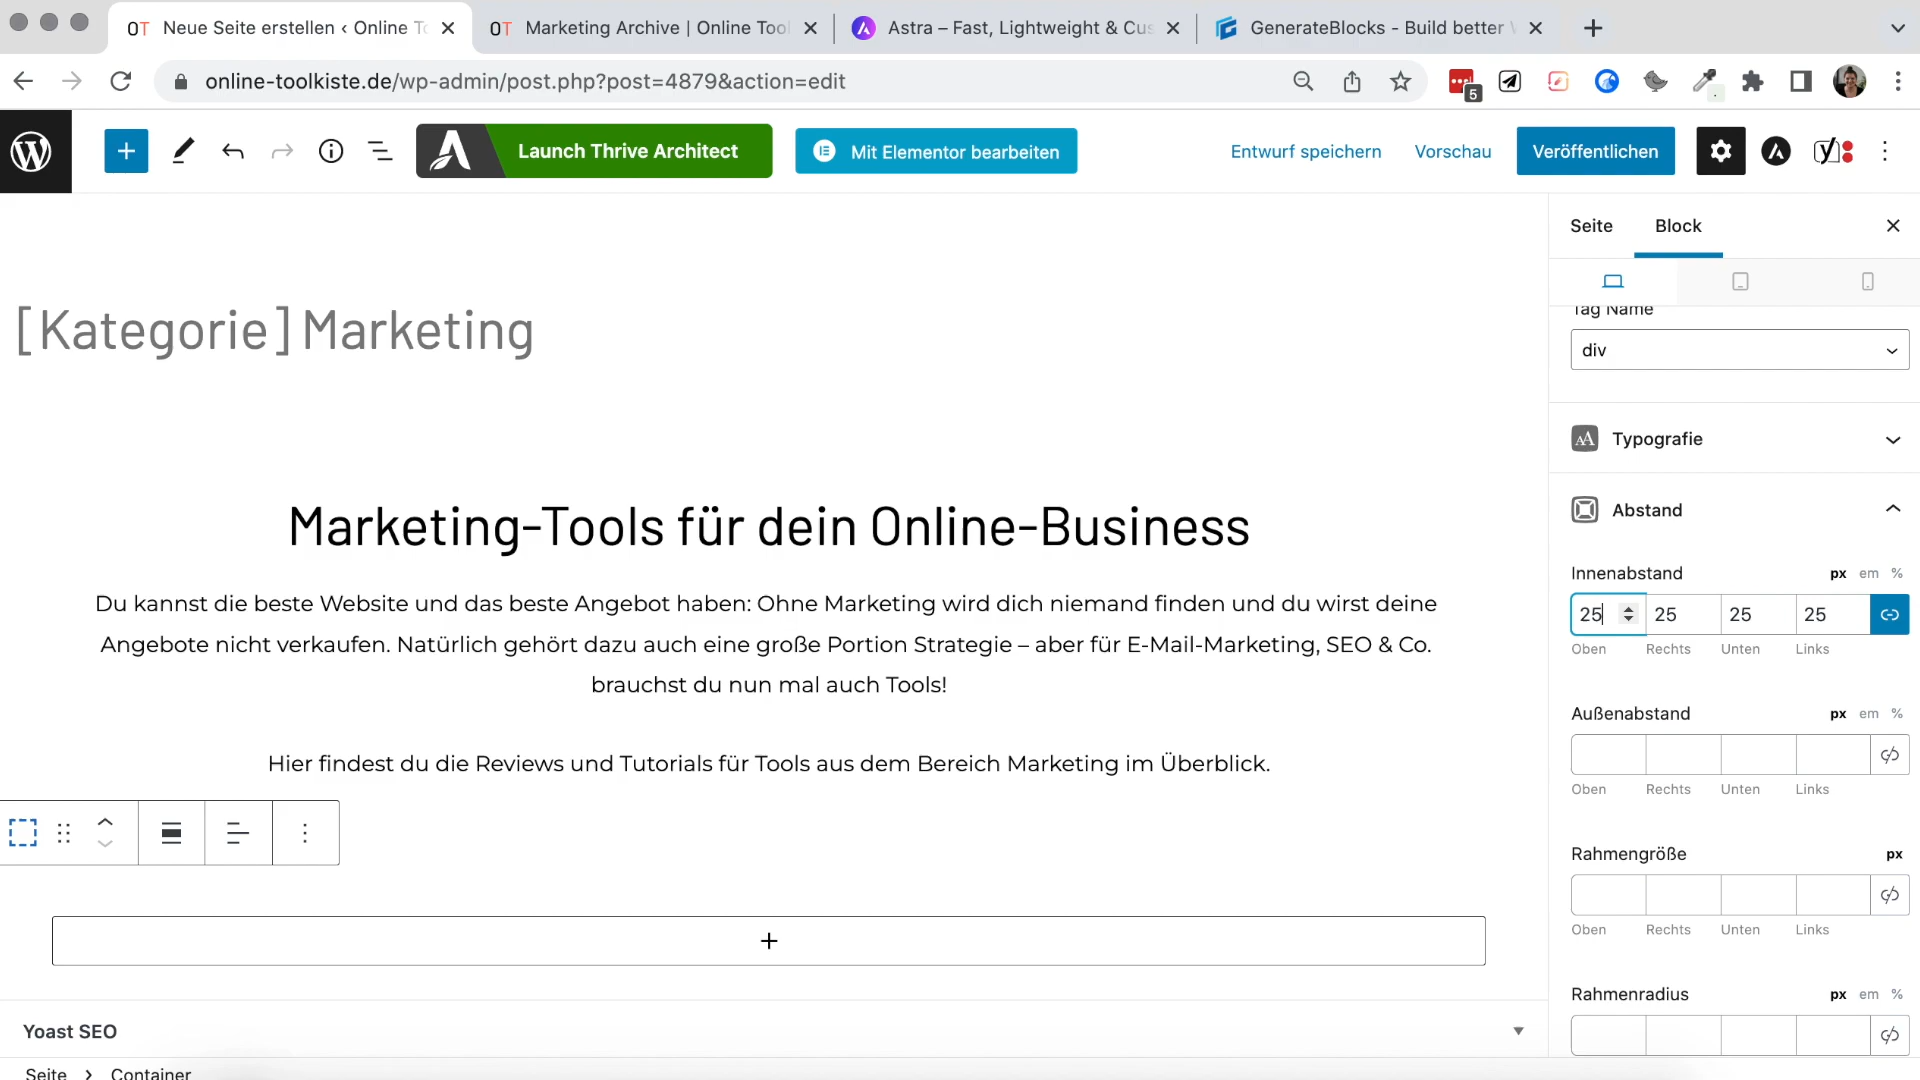 OT Neue Seite erstellen ‹ Online T
OT Marketing Archive | Online Tool
Astra – Fast, Lightweight & Cus
GenerateBlocks - Build better W
online-toolkiste.de/wp-admin/post.php?post=4879&action=edit
5
+
Launch Thrive Architect
Mit Elementor bearbeiten
Entwurf speichern
Vorschau
Veröffentlichen
Seite Block
[Kategorie] Marketing
Tag Name
div
Typografie
Marketing-Tools für dein Online-Business
Abstand
Du kannst die beste Website und das beste Angebot haben: Ohne Marketing wird dich niemand finden und du wirst deine
Angebote nicht verkaufen. Natürlich gehört dazu auch eine große Portion Strategie – aber für E-Mail-Marketing, SEO & Co.
brauchst du nun mal auch Tools!
Hier findest du die Reviews und Tutorials für Tools aus dem Bereich Marketing im Überblick.
Innenabstand px em %
25 25 25 25
Oben Rechts Unten Links
Außenabstand px em %
Oben Rechts Unten Links
Rahmengröße px
Oben Rechts Unten Links
Rahmenradius px em %
+
Yoast SEO
Seite › Container